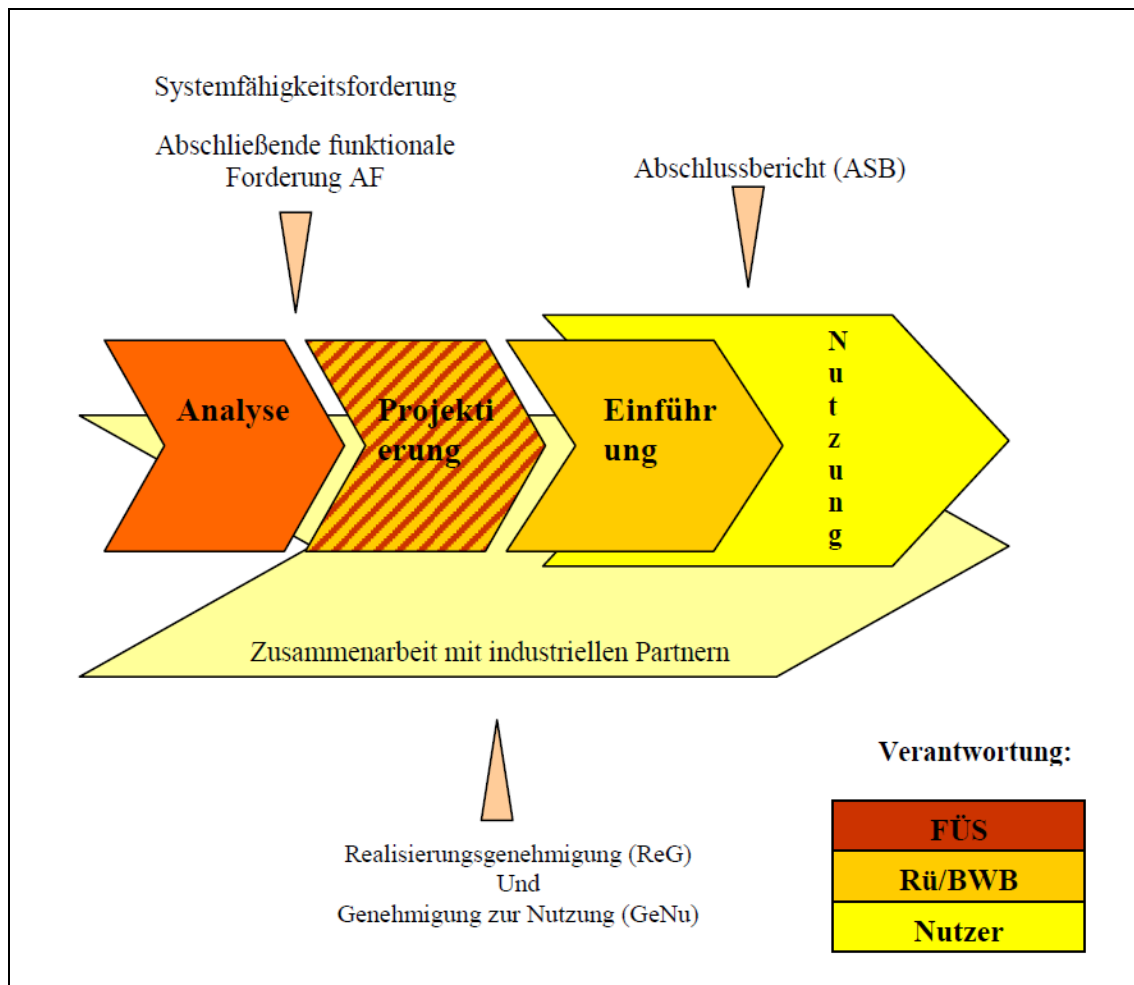 Systemfähigkeitsforderung
Abschließende funktionale
Forderung AF
Abschlussbericht (ASB)
Analyse
Projekti
erung
Einführ
ung
N
u
t
z
u
n
g
Zusammenarbeit mit industriellen Partnern
Realisierungsgenehmigung (ReG)
Und
Genehmigung zur Nutzung (GeNu)
Verantwortung:
FÜS
Rü/BWB
Nutzer